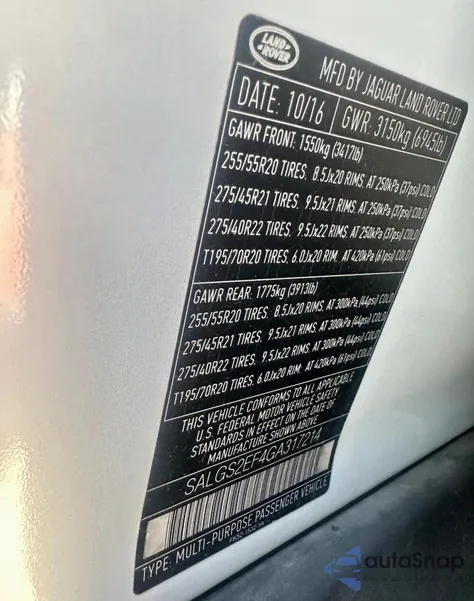 LAND
ROVER
MFD BY JAGUAR LAND ROVER LTD
DATE: 10/16 GWR: 3150kg (6945lb)
GAWR FRONT: 1550kg (3417lb)
255/55R20 TIRES. 8.5Jx20 RIMS. AT 250kPa (37psi) COLD
275/45R21 TIRES. 9.5Jx21 RIMS. AT 250kPa (37psi) COLD
275/40R22 TIRES. 9.5Jx22 RIMS. AT 250kPa (37psi) COLD
T195/70R20 TIRES. 6.0Jx20 RIM. AT 420kPa (61psi) COLD
GAWR REAR: 1775kg (3913lb)
255/55R20 TIRES. 8.5Jx20 RIMS. AT 300kPa (44psi) COLD
275/45R21 TIRES. 9.5Jx21 RIMS. AT 300kPa (44psi) COLD
275/40R22 TIRES. 9.5Jx22 RIMS. AT 300kPa (44psi) COLD
T195/70R20 TIRES. 6.0Jx20 RIM. AT 420kPa (61psi) COLD
THIS VEHICLE CONFORMS TO ALL APPLICABLE
U.S. FEDERAL MOTOR VEHICLE SAFETY
STANDARDS IN EFFECT ON THE DATE OF
MANUFACTURE SHOWN ABOVE
SALGS2EF4GA317214
TYPE: MULTI-PURPOSE PASSENGER VEHICLE
autaSnap